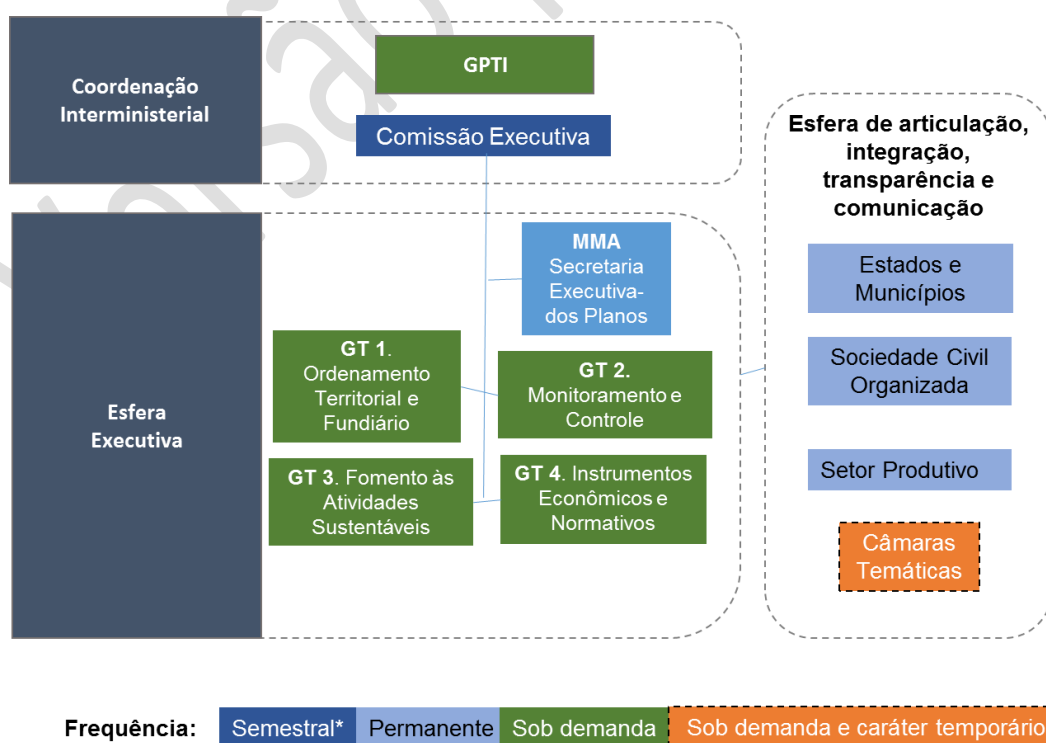 Versão
Coordenação
Interministerial
GPTI
Comissão Executiva
Esfera
Executiva
MMA
Secretaria
Executiva-
dos Planos
GT 1.
Ordenamento
Territorial e
Fundiário
GT 2.
Monitoramento e
Controle
GT 3. Fomento às
Atividades
Sustentáveis
GT 4. Instrumentos
Econômicos e
Normativos
Esfera de articulação,
integração,
transparência e
comunicação
Estados e
Municípios
Sociedade Civil
Organizada
Setor Produtivo
Câmaras
Temáticas
Frequência: Semestral* Permanente Sob demanda Sob demanda e caráter temporário